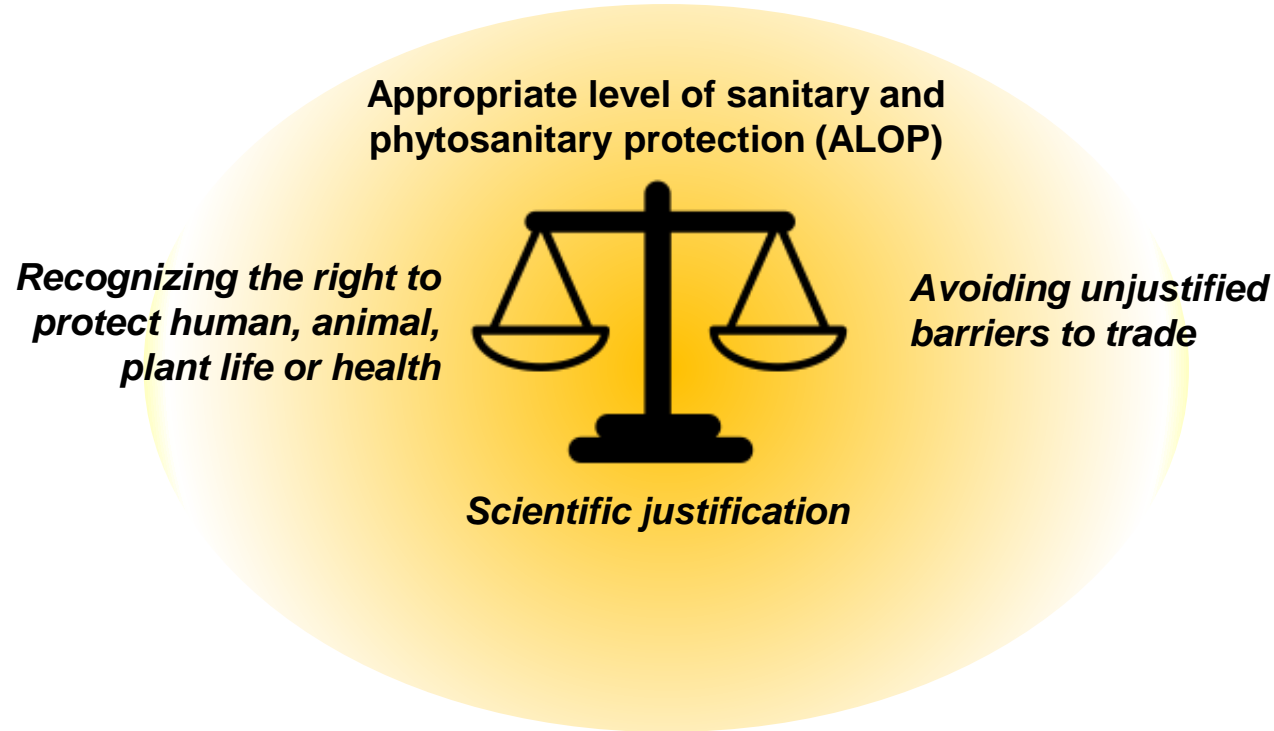 Appropriate level of sanitary and
phytosanitary protection (ALOP)
Recognizing the right to
protect human, animal,
plant life or health
Avoiding unjustified
barriers to trade
Scientific justification